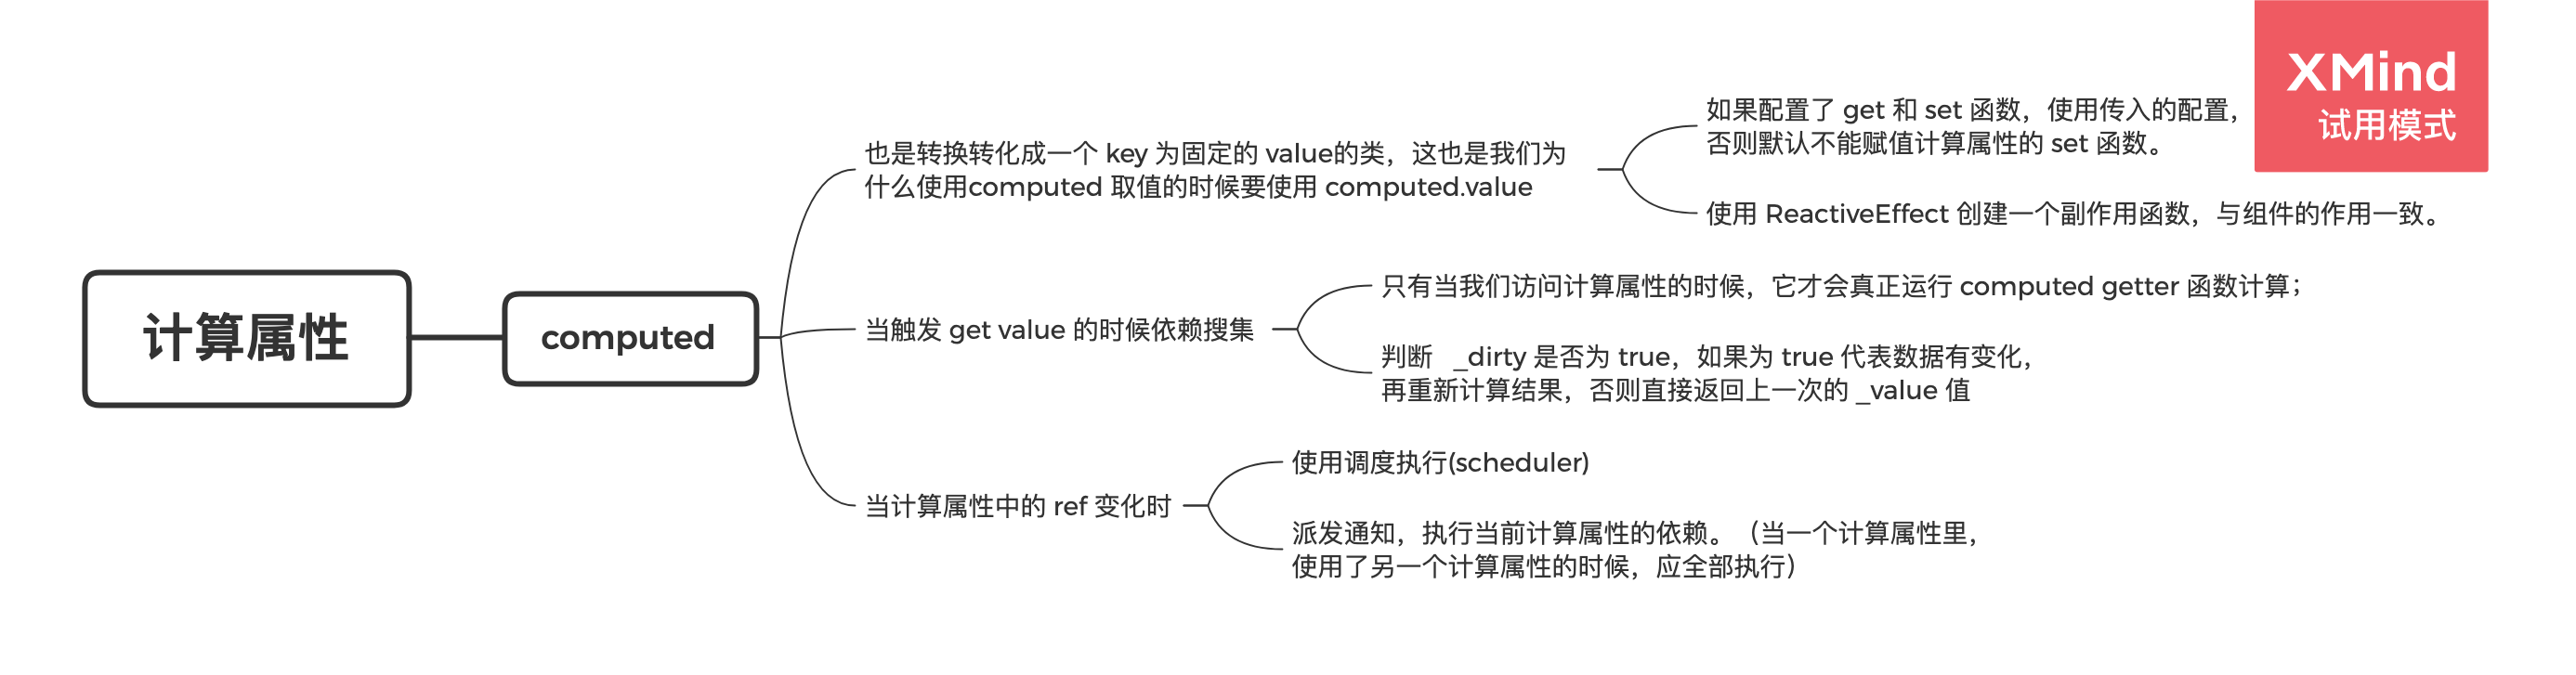 计算属性
computed
也是转换转化成一个 key 为固定的 value的类，这也是我们为
什么使用computed 取值的时候要使用 computed.value
如果配置了 get 和 set 函数，使用传入的配置，
否则默认不能赋值计算属性的 set 函数。
使用 ReactiveEffect 创建一个副作用函数，与组件的作用一致。
当触发 get value 的时候依赖搜集
只有当我们访问计算属性的时候，它才会真正运行 computed getter 函数计算；
判断 _dirty 是否为 true，如果为 true 代表数据有变化，
再重新计算结果，否则直接返回上一次的 _value 值
当计算属性中的 ref 变化时
使用调度执行(scheduler)
派发通知，执行当前计算属性的依赖。（当一个计算属性里，
使用了另一个计算属性的时候，应全部执行）
XMind
试用模式